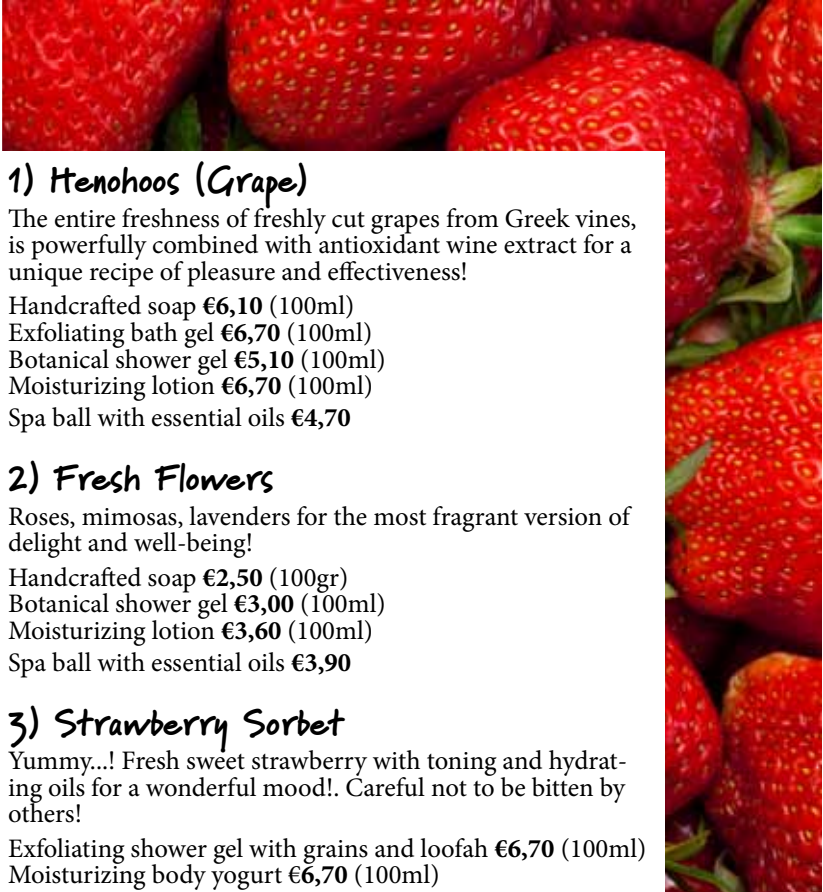 1) Henohoos (Grape)
The entire freshness of freshly cut grapes from Greek vines,
is powerfully combined with antioxidant wine extract for a
unique recipe of pleasure and effectiveness!
Handcrafted soap €6,10 (100ml)
Exfoliating bath gel €6,70 (100ml)
Botanical shower gel €5,10 (100ml)
Moisturizing lotion €6,70 (100ml)
Spa ball with essential oils €4,70
2) Fresh Flowers
Roses, mimosas, lavenders for the most fragrant version of
delight and well-being!
Handcrafted soap €2,50 (100gr)
Botanical shower gel €3,00 (100ml)
Moisturizing lotion €3,60 (100ml)
Spa ball with essential oils €3,90
3) Strawberry Sorbet
Yummy...! Fresh sweet strawberry with toning and hydrat-
ing oils for a wonderful mood!. Careful not to be bitten by
others!
Exfoliating shower gel with grains and loofah €6,70 (100ml)
Moisturizing body yogurt €6,70 (100ml)